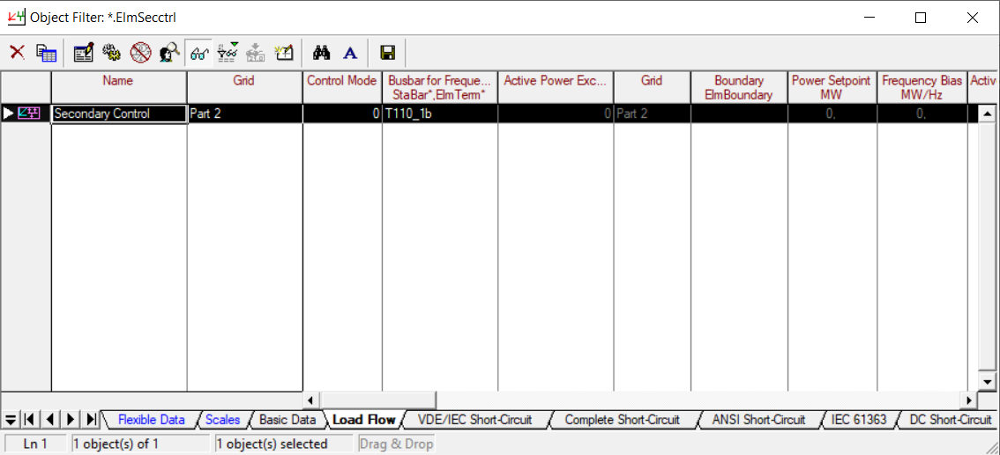 Object Filter: *.ElmSecctrl
Name Grid Control Mode Busbar for Freque... Active Power Exc... Grid Boundary Power Setpoint Frequency Bias Activ
StaBar*,ElmTerm* ElmBoundary MW MW/Hz
Secondary Control Part 2 0 T110_1b 0 Part 2 0. 0.
Flexible Data Scales Basic Data Load Flow VDE/IEC Short-Circuit Complete Short-Circuit ANSI Short-Circuit IEC 61363 DC Short-Circuit
Ln 1 1 object(s) of 1 1 object(s) selected Drag & Drop